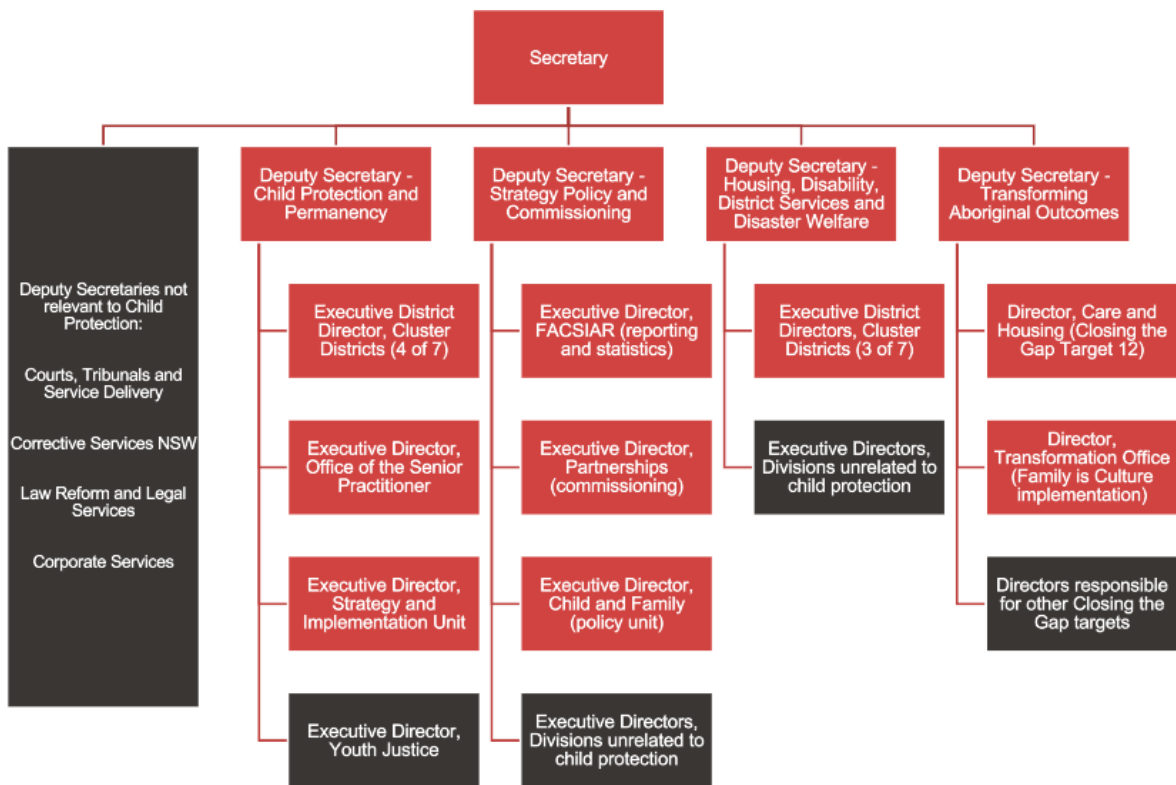 Secretary
Deputy Secretaries not
relevant to Child
Protection:
Courts, Tribunals and
Service Delivery
Corrective Services NSW
Law Reform and Legal
Services
Corporate Services
Deputy Secretary -
Child Protection and
Permanency
Executive District
Director, Cluster
Districts (4 of 7)
Executive Director,
Office of the Senior
Practitioner
Executive Director,
Strategy and
Implementation Unit
Executive Director,
Youth Justice
Deputy Secretary -
Strategy Policy and
Commissioning
Executive Director,
FACSIAR (reporting
and statistics)
Executive Director,
Partnerships
(commissioning)
Executive Director,
Child and Family
(policy unit)
Executive Directors,
Divisions unrelated to
child protection
Deputy Secretary -
Housing, Disability,
District Services and
Disaster Welfare
Executive District
Directors, Cluster
Districts (3 of 7)
Executive Directors,
Divisions unrelated to
child protection
Deputy Secretary -
Transforming
Aboriginal Outcomes
Director, Care and
Housing (Closing the
Gap Target 12)
Director,
Transformation Office
(Family is Culture
implementation)
Directors responsible
for other Closing the
Gap targets